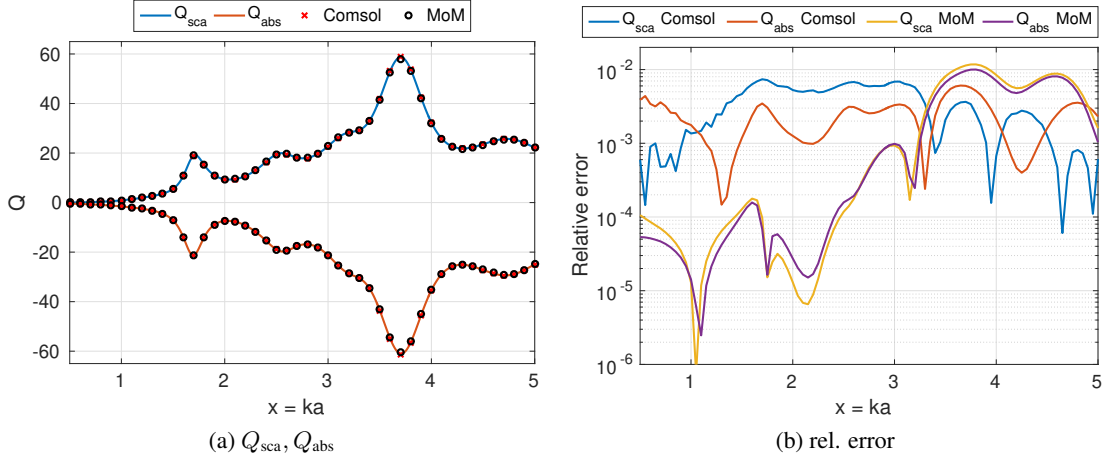 Q_sca Q_abs Comsol MoM
60
40
20
0
-20
-40
-60
Q
1 2 3 4 5
x = ka
(a) Q_sca, Q_abs
Q_sca Comsol Q_abs Comsol Q_sca MoM Q_abs MoM
10^-2
10^-3
10^-4
10^-5
10^-6
Relative error
1 2 3 4 5
x = ka
(b) rel. error